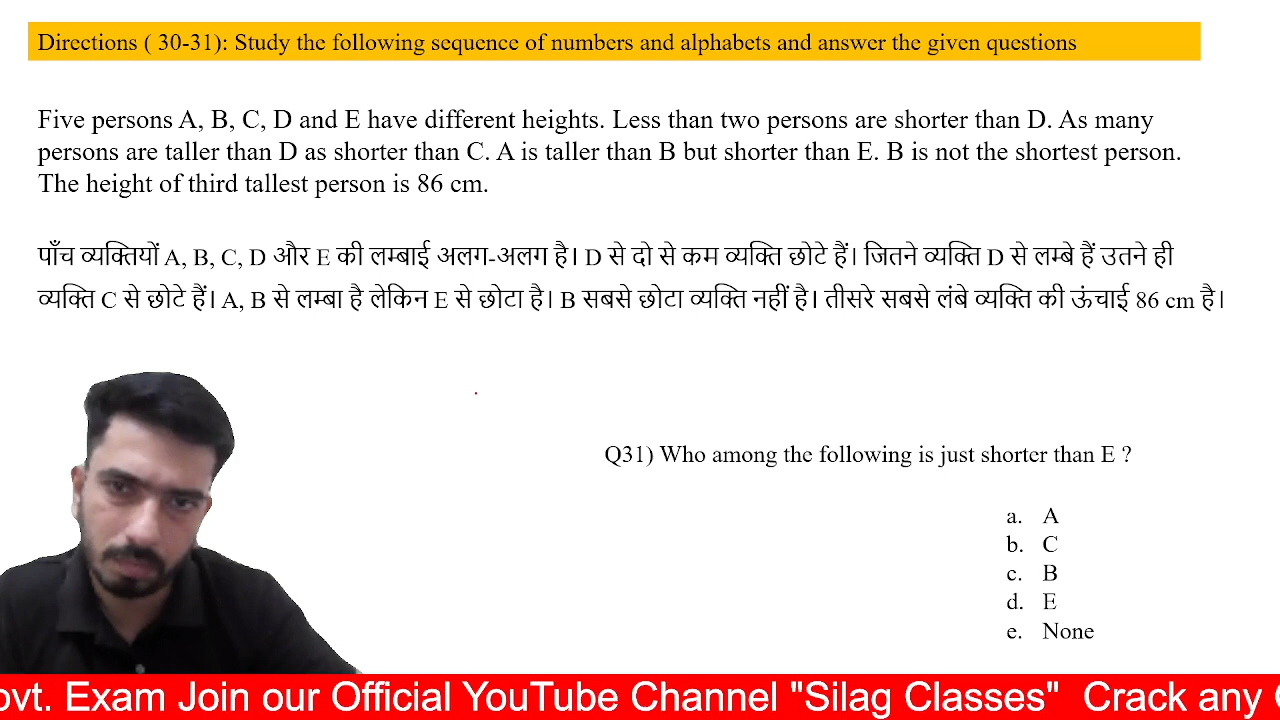 Directions ( 30-31): Study the following sequence of numbers and alphabets and answer the given questions
Five persons A, B, C, D and E have different heights. Less than two persons are shorter than D. As many
persons are taller than D as shorter than C. A is taller than B but shorter than E. B is not the shortest person.
The height of third tallest person is 86 cm.
पाँच व्यक्तियों A, B, C, D और E की लम्बाई अलग-अलग है। D से दो से कम व्यक्ति छोटे हैं। जितने व्यक्ति D से लम्बे हैं उतने ही
व्यक्ति C से छोटे हैं। A, B से लम्बा है लेकिन E से छोटा है। B सबसे छोटा व्यक्ति नहीं है। तीसरे सबसे लंबे व्यक्ति की ऊंचाई 86 cm है।
Q31) Who among the following is just shorter than E ?
a. A
b. C
c. B
d. E
e. None
ovt. Exam Join our Official YouTube Channel "Silag Classes" Crack any